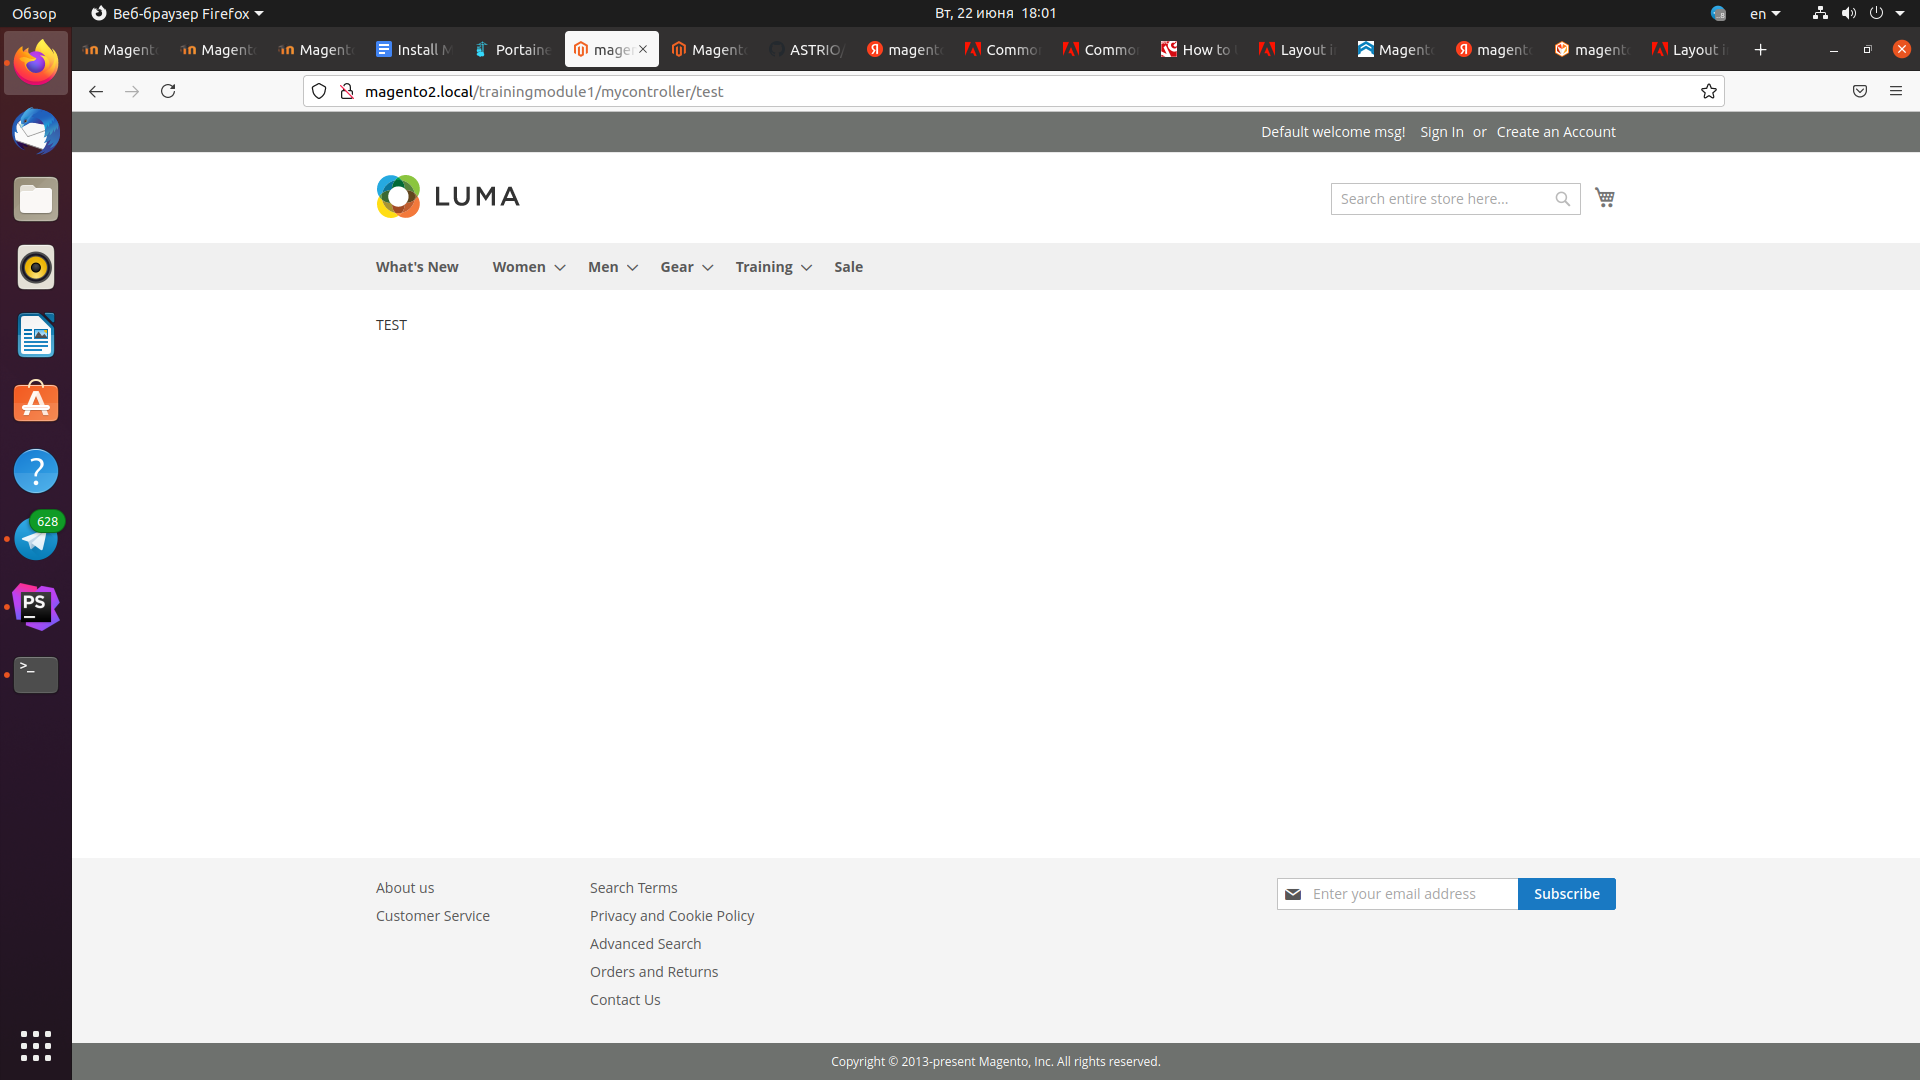 Обзор Веб-браузер Firefox Вт, 22 июня 18:01 en
Magento Magento Magento Install M Portaine magen Magento ASTRIO/ magento Common Common How to Layout i Magento magento magento Layout i
magento2.local/trainingmodule1/mycontroller/test
Default welcome msg! Sign In or Create an Account
LUMA
Search entire store here...
What's New Women Men Gear Training Sale
TEST
628
PS
>_
About us Search Terms Enter your email address Subscribe
Customer Service Privacy and Cookie Policy
Advanced Search
Orders and Returns
Contact Us
Copyright © 2013-present Magento, Inc. All rights reserved.